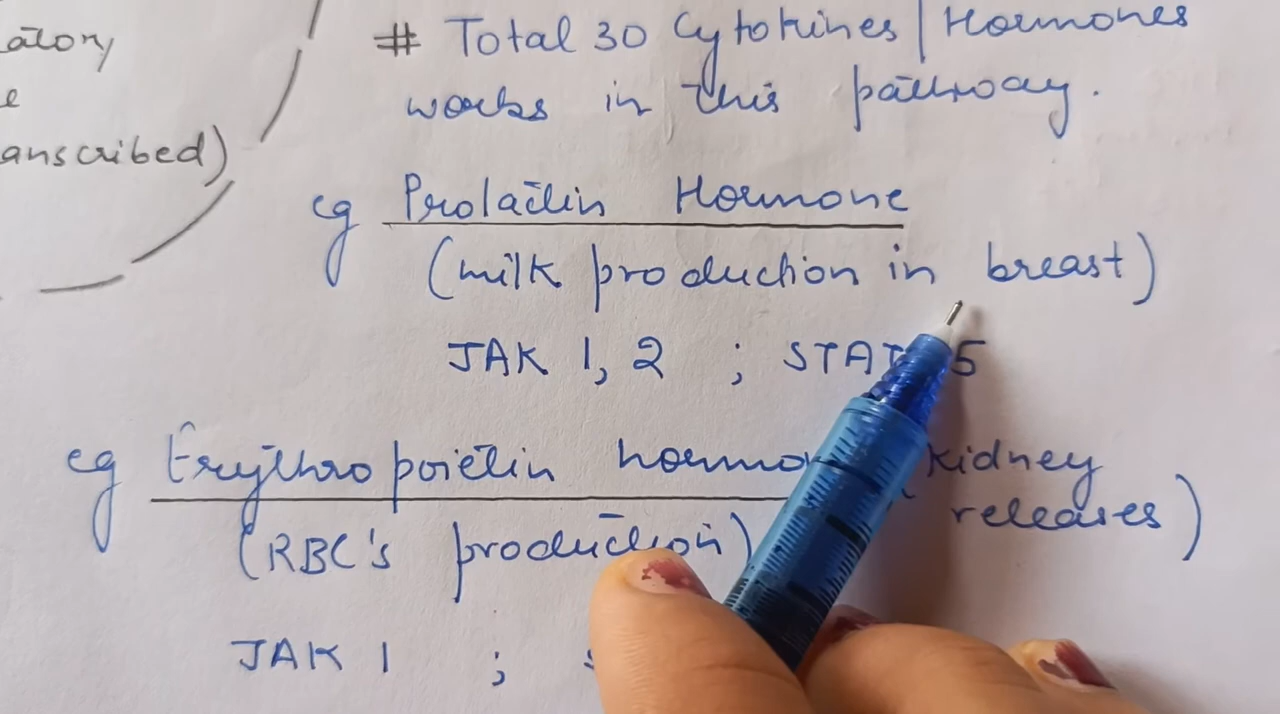 atory
e
anscribed)
# Total 30 Cytokines | Hormones
works in this pathway.
eg Prolactin Hormone
(milk production in breast)
JAK 1, 2 ; STAT 5
eg Erythropoietin hormo (kidney
releases)
(RBC's production)
JAK 1 ;